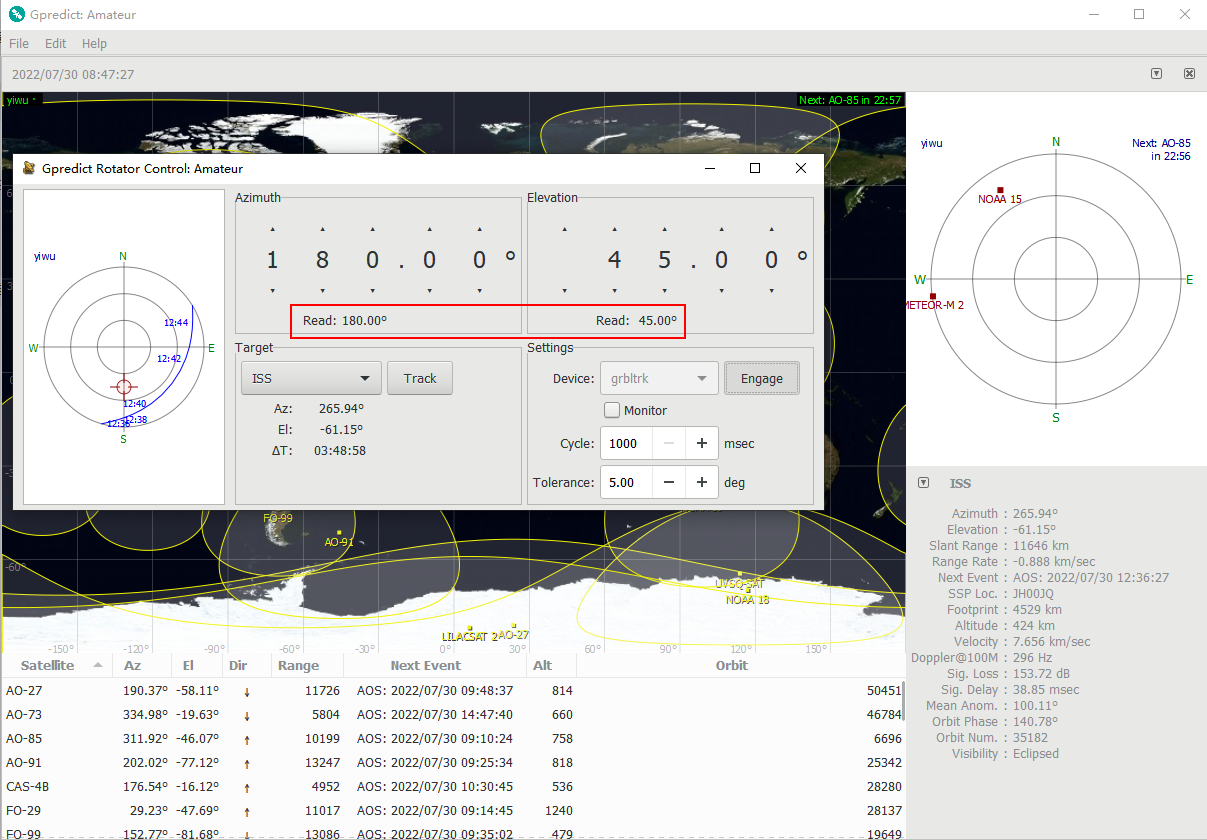 Gpredict: Amateur
File Edit Help
2022/07/30 08:47:27
yiwu
Next: AO-85 in 22:57
Gpredict Rotator Control: Amateur
yiwu
N
W
E
S
12:44
12:42
12:40
12:38
12:36
Azimuth
180.00°
Read: 180.00°
Elevation
45.00°
Read: 45.00°
Target
ISS Track
Az: 265.94°
El: -61.15°
ΔT: 03:48:58
Settings
Device: grbltrk Engage
Monitor
Cycle: 1000 − + msec
Tolerance: 5.00 − + deg
yiwu
Next: AO-85
in 22:56
N
W
E
S
NOAA 15
METEOR-M 2
FO-99
AO-91
-60°
UVSQ-SAT
NOAA 18
LILACSAT 2
AO-27
-150° -120° -90° -60° -30° 0° 30° 60° 90° 120° 150°
Satellite Az El Dir Range Next Event Alt Orbit
AO-27 190.37° -58.11° ↓ 11726 AOS: 2022/07/30 09:48:37 814 50451
AO-73 334.98° -19.63° ↓ 5804 AOS: 2022/07/30 14:47:40 660 46784
AO-85 311.92° -46.07° ↑ 10199 AOS: 2022/07/30 09:10:24 758 6696
AO-91 202.02° -77.12° ↑ 13247 AOS: 2022/07/30 09:25:34 818 25342
CAS-4B 176.54° -16.12° ↑ 4952 AOS: 2022/07/30 10:30:45 536 28280
FO-29 29.23° -47.69° ↑ 11017 AOS: 2022/07/30 09:14:45 1240 28137
FO-99 152.77° -81.68° ↑ 13086 AOS: 2022/07/30 09:35:02 479 19649
ISS
Azimuth : 265.94°
Elevation : -61.15°
Slant Range : 11646 km
Range Rate : -0.888 km/sec
Next Event : AOS: 2022/07/30 12:36:27
SSP Loc. : JH00JQ
Footprint : 4529 km
Altitude : 424 km
Velocity : 7.656 km/sec
Doppler@100M : 296 Hz
Sig. Loss : 153.72 dB
Sig. Delay : 38.85 msec
Mean Anom. : 100.11°
Orbit Phase : 140.78°
Orbit Num. : 35182
Visibility : Eclipsed